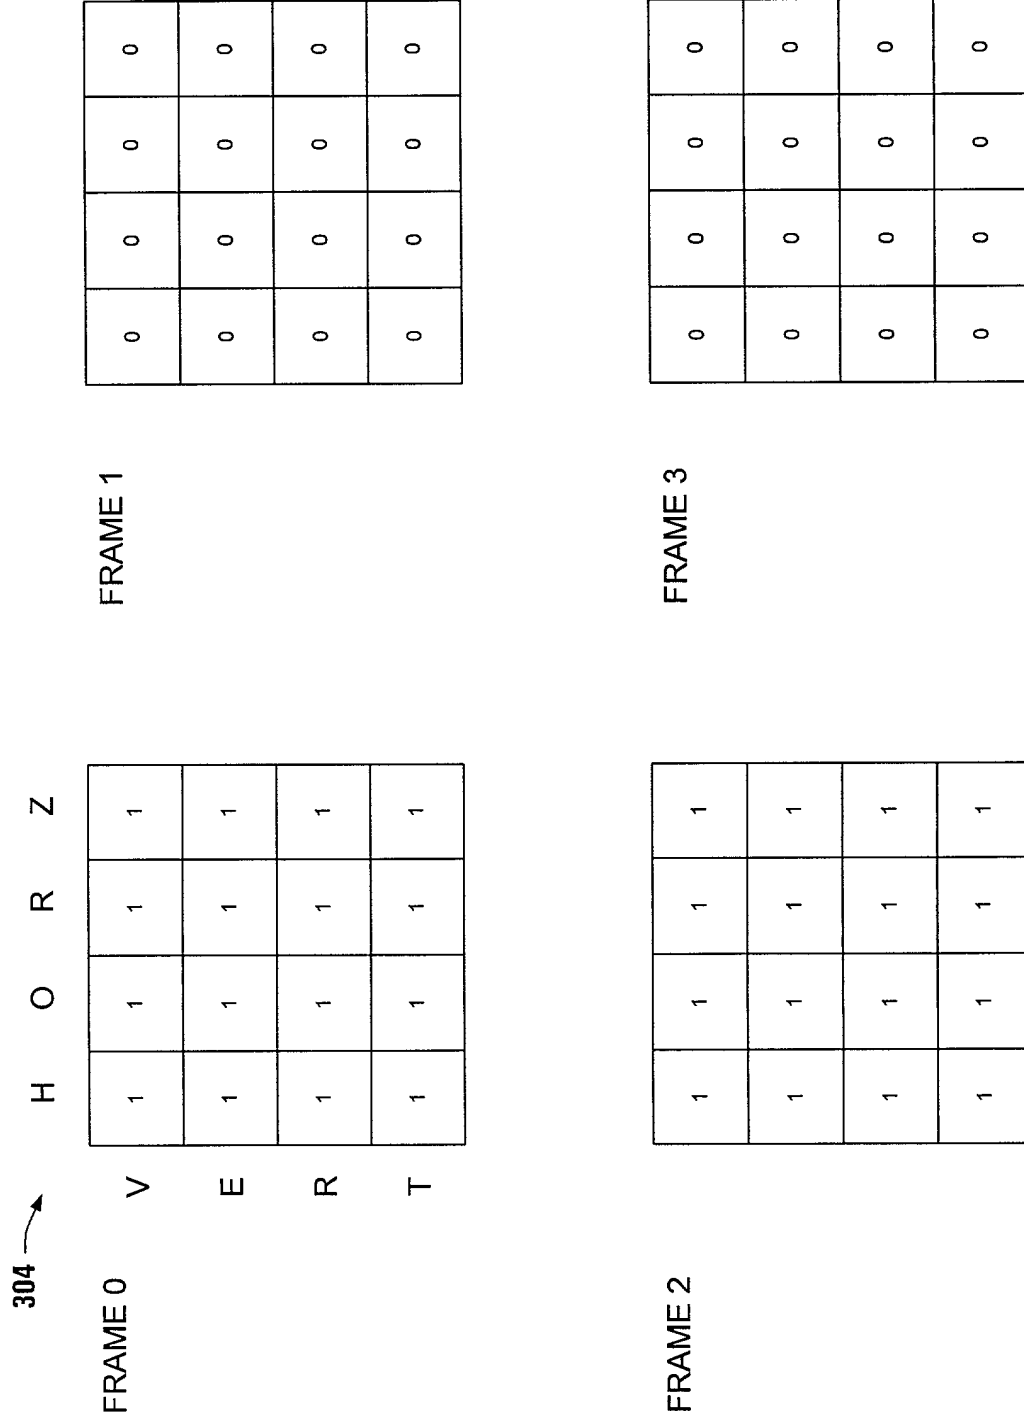 304
H O R Z
FRAME 0 V 1 1 1 1 FRAME 1 0 0 0 0
E 1 1 1 1 0 0 0 0
R 1 1 1 1 0 0 0 0
T 1 1 1 1 0 0 0 0
FRAME 2 1 1 1 1 FRAME 3 0 0 0 0
1 1 1 1 0 0 0 0
1 1 1 1 0 0 0 0
1 1 1 1 0 0 0 0